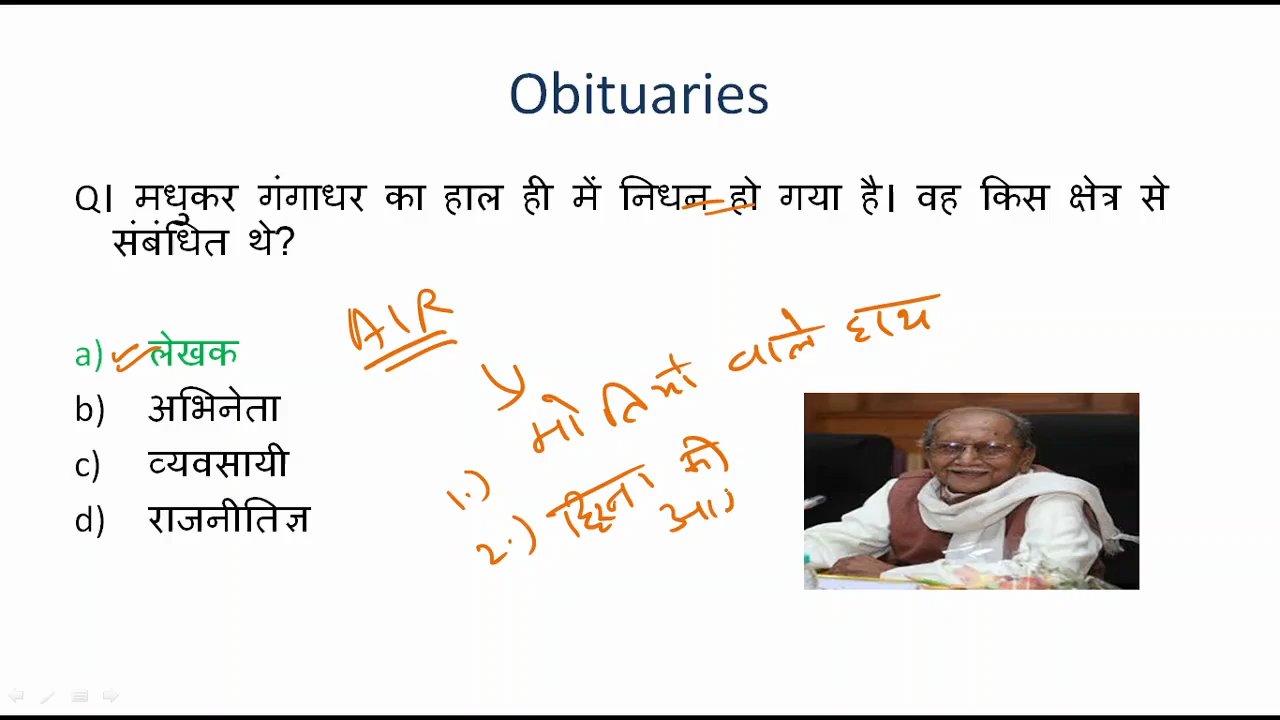 Obituaries
Q। मधुकर गंगाधर का हाल ही में निधन हो गया है। वह किस क्षेत्र से
संबंधित थे?
a) लेखक
b) अभिनेता
c) व्यवसायी
d) राजनीतिज्ञ
AIR
1.) मोतियों वाले हाथ
2.) की